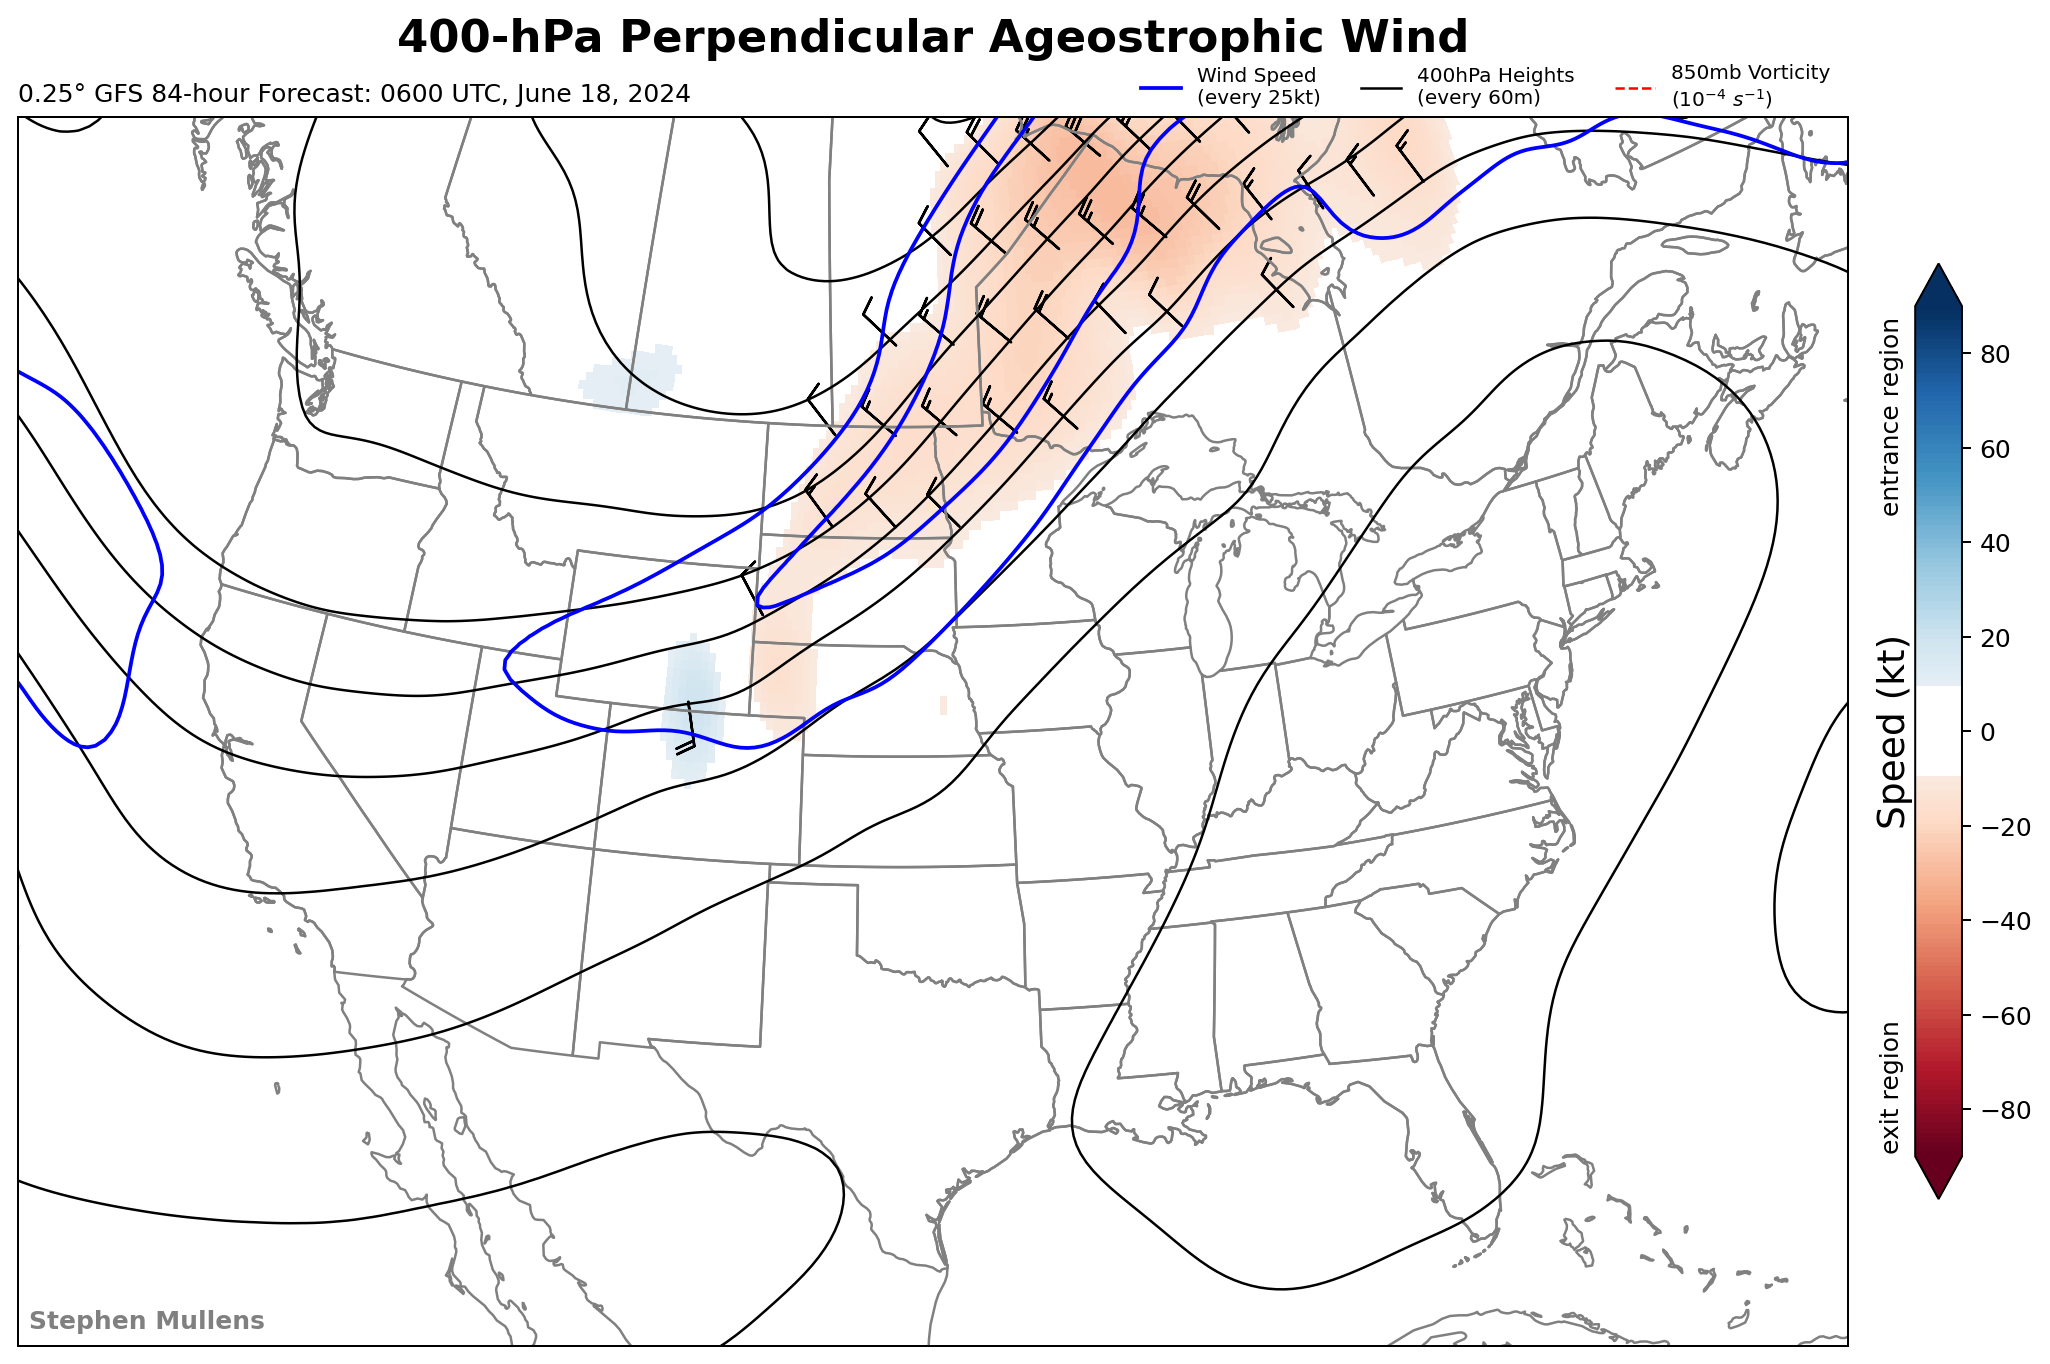 400-hPa Perpendicular Ageostrophic Wind
0.25° GFS 84-hour Forecast: 0600 UTC, June 18, 2024
Wind Speed
(every 25kt)
400hPa Heights
(every 60m)
850mb Vorticity
(10⁻⁴ s⁻¹)
entrance region
Speed (kt)
exit region
80
60
40
20
0
−20
−40
−60
−80
Stephen Mullens